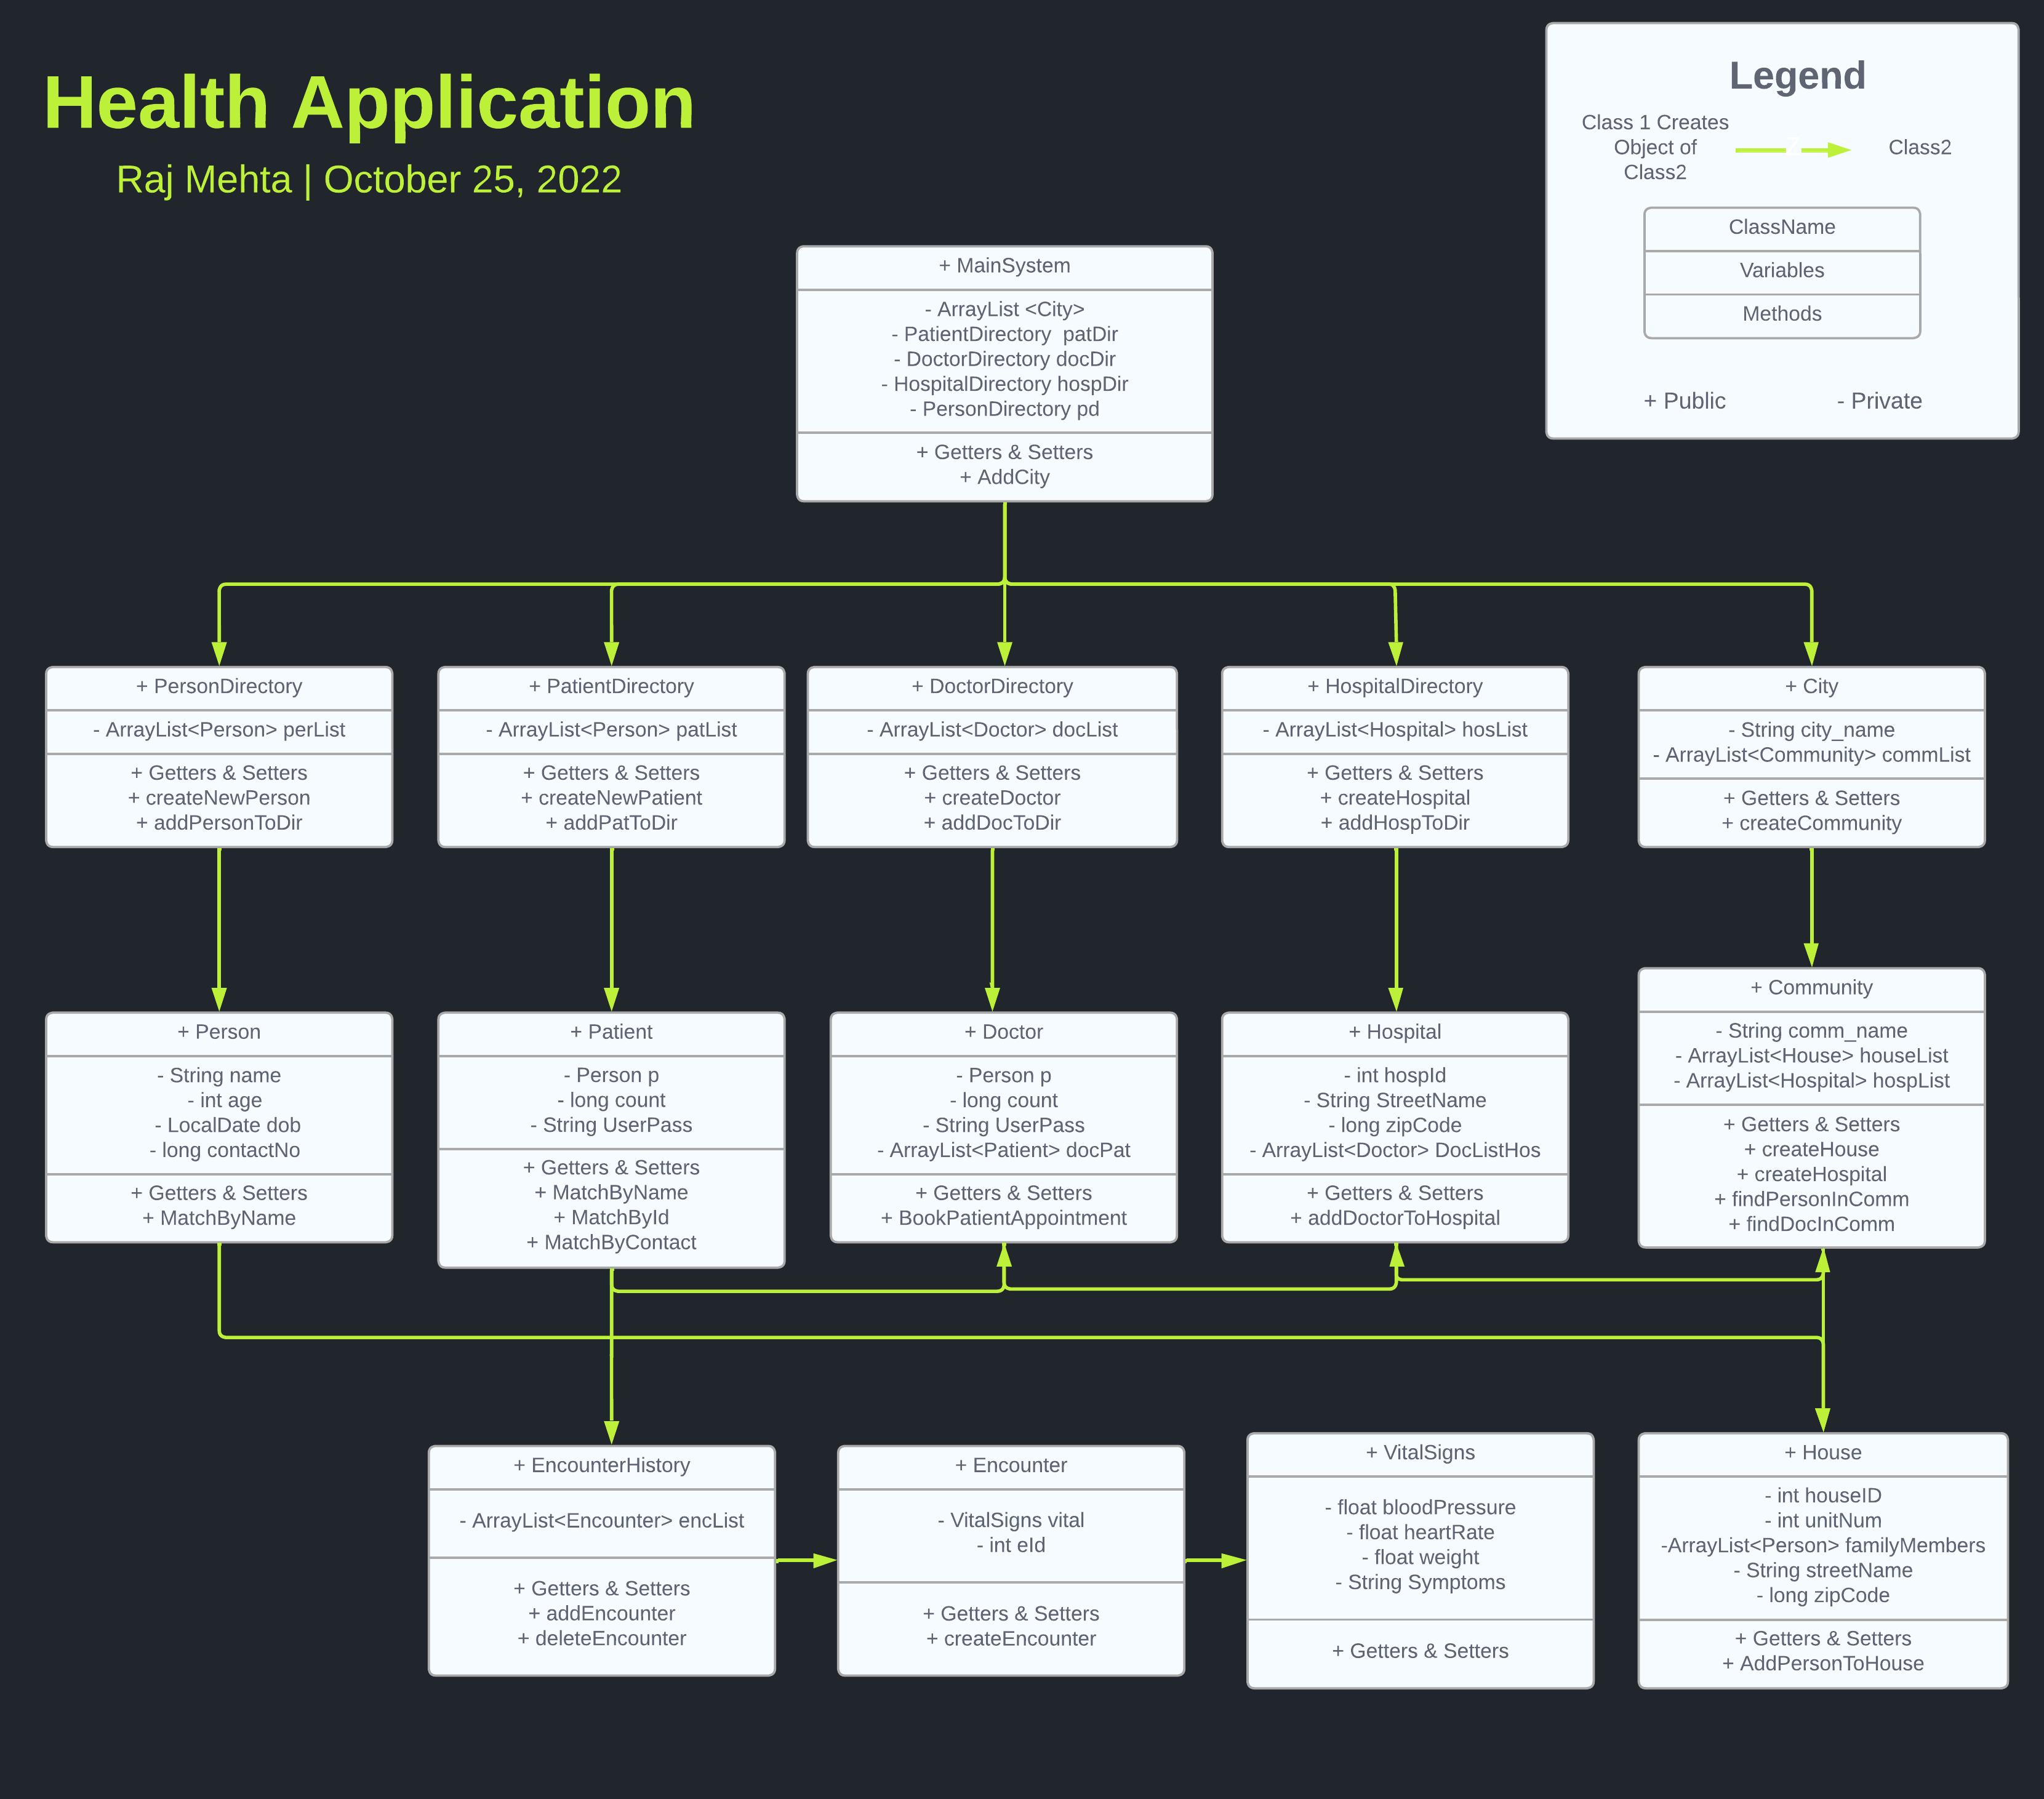 Health Application
Raj Mehta | October 25, 2022
Legend
Class 1 Creates
Object of
Class2
Class2
ClassName
Variables
Methods
+ Public
- Private
+ MainSystem
- ArrayList <City>
- PatientDirectory  patDir
- DoctorDirectory docDir
- HospitalDirectory hospDir
- PersonDirectory pd
+ Getters & Setters
+ AddCity
+ PersonDirectory
- ArrayList<Person> perList
+ Getters & Setters
+ createNewPerson
+ addPersonToDir
+ PatientDirectory
- ArrayList<Person> patList
+ Getters & Setters
+ createNewPatient
+ addPatToDir
+ DoctorDirectory
- ArrayList<Doctor> docList
+ Getters & Setters
+ createDoctor
+ addDocToDir
+ HospitalDirectory
- ArrayList<Hospital> hosList
+ Getters & Setters
+ createHospital
+ addHospToDir
+ City
- String city_name
- ArrayList<Community> commList
+ Getters & Setters
+ createCommunity
+ Person
- String name
- int age
- LocalDate dob
- long contactNo
+ Getters & Setters
+ MatchByName
+ Patient
- Person p
- long count
- String UserPass
+ Getters & Setters
+ MatchByName
+ MatchById
+ MatchByContact
+ Doctor
- Person p
- long count
- String UserPass
- ArrayList<Patient> docPat
+ Getters & Setters
+ BookPatientAppointment
+ Hospital
- int hospId
- String StreetName
- long zipCode
- ArrayList<Doctor> DocListHos
+ Getters & Setters
+ addDoctorToHospital
+ Community
- String comm_name
- ArrayList<House> houseList
- ArrayList<Hospital> hospList
+ Getters & Setters
+ createHouse
+ createHospital
+ findPersonInComm
+ findDocInComm
+ EncounterHistory
- ArrayList<Encounter> encList
+ Getters & Setters
+ addEncounter
+ deleteEncounter
+ Encounter
- VitalSigns vital
- int eId
+ Getters & Setters
+ createEncounter
+ VitalSigns
- float bloodPressure
- float heartRate
- float weight
- String Symptoms
+ Getters & Setters
+ House
- int houseID
- int unitNum
-ArrayList<Person> familyMembers
- String streetName
- long zipCode
+ Getters & Setters
+ AddPersonToHouse